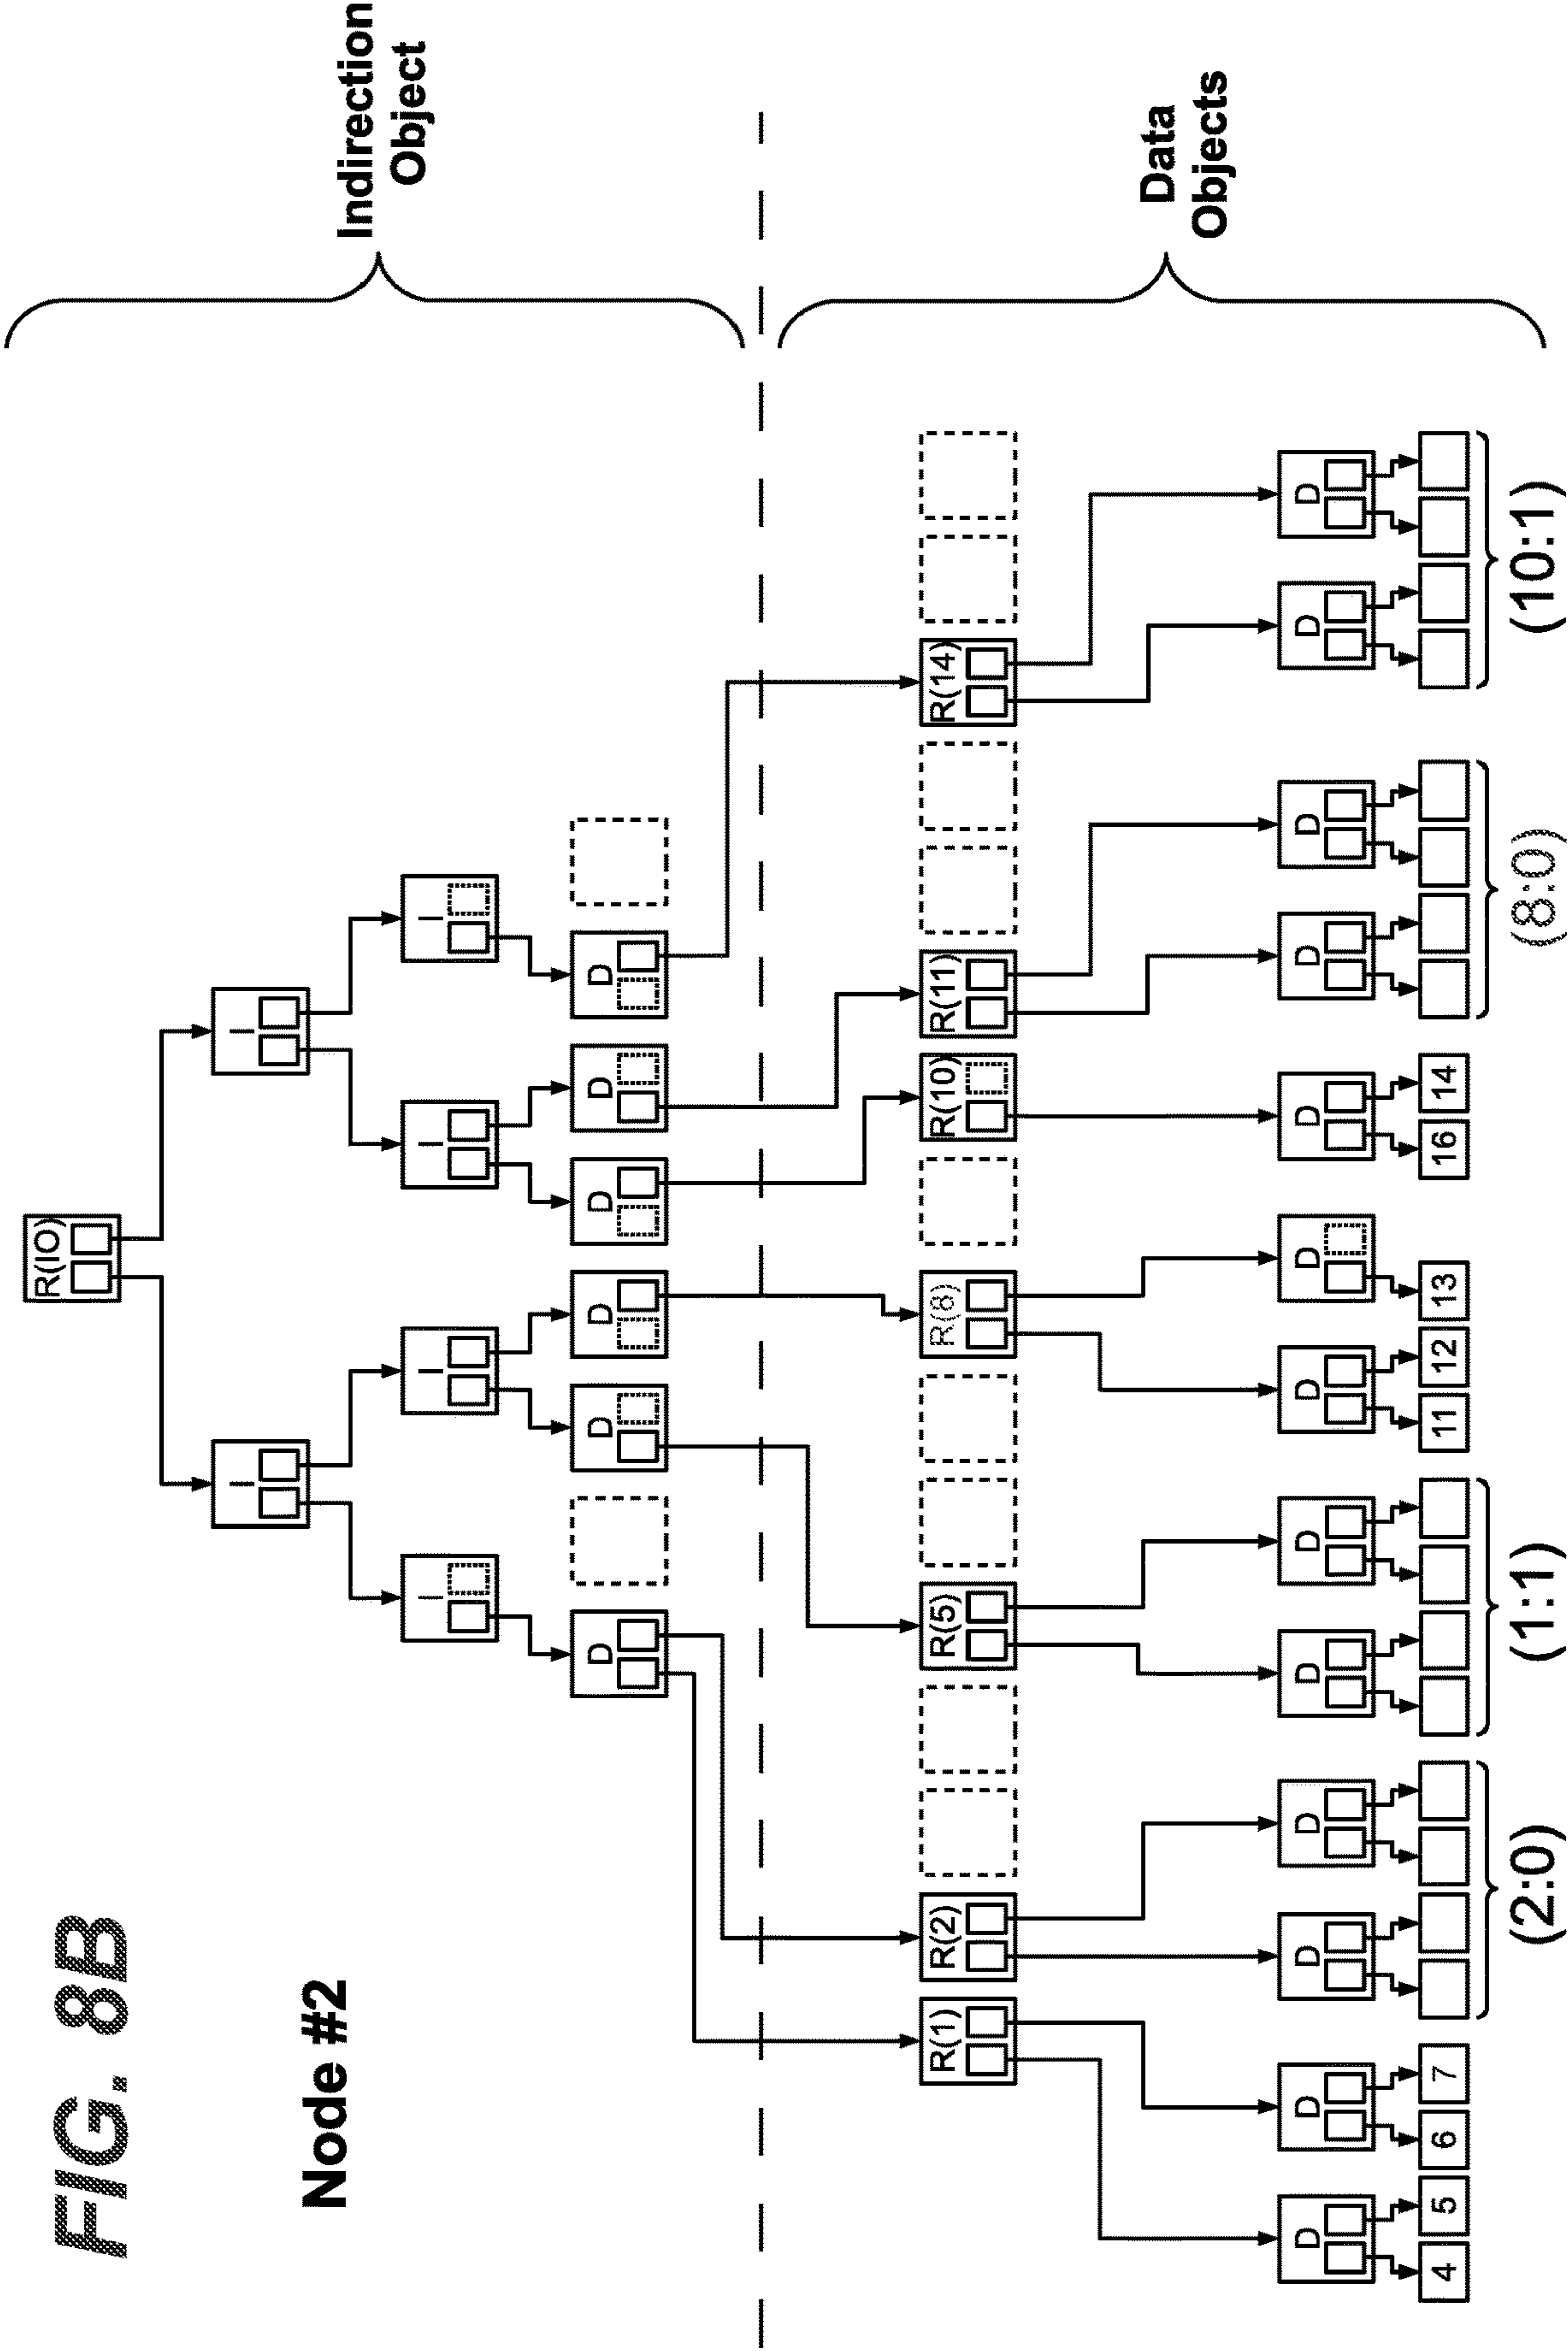 FIG. 8B
Node #2
R(IO)
I I
I I I I
D D D D D D
Indirection
Object
R(1) R(2) R(5) R(8) R(10) R(11) R(14)
D D D D D D D D D D D D D
4 5 6 7 11 12 13 16 14
(2:0) (1:1) (8:0) (10:1)
Data
Objects